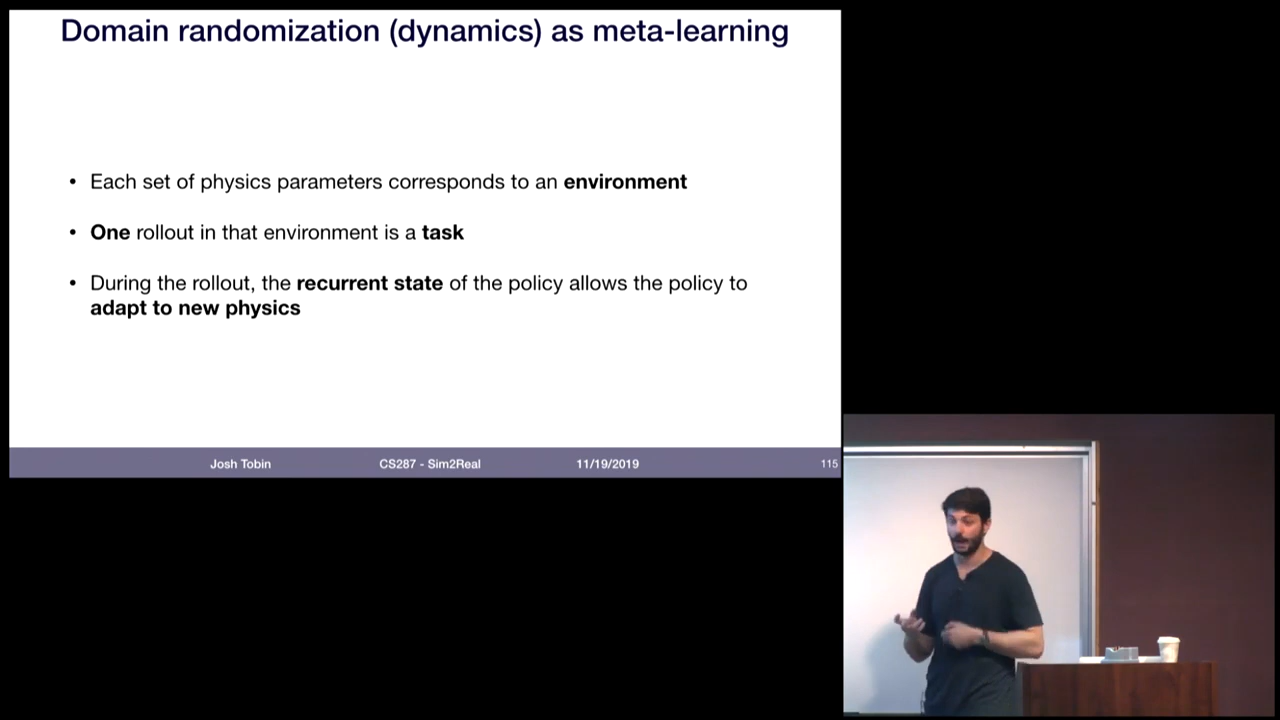 Domain randomization (dynamics) as meta-learning
• Each set of physics parameters corresponds to an environment
• One rollout in that environment is a task
• During the rollout, the recurrent state of the policy allows the policy to
adapt to new physics
Josh Tobin CS287 - Sim2Real 11/19/2019 115